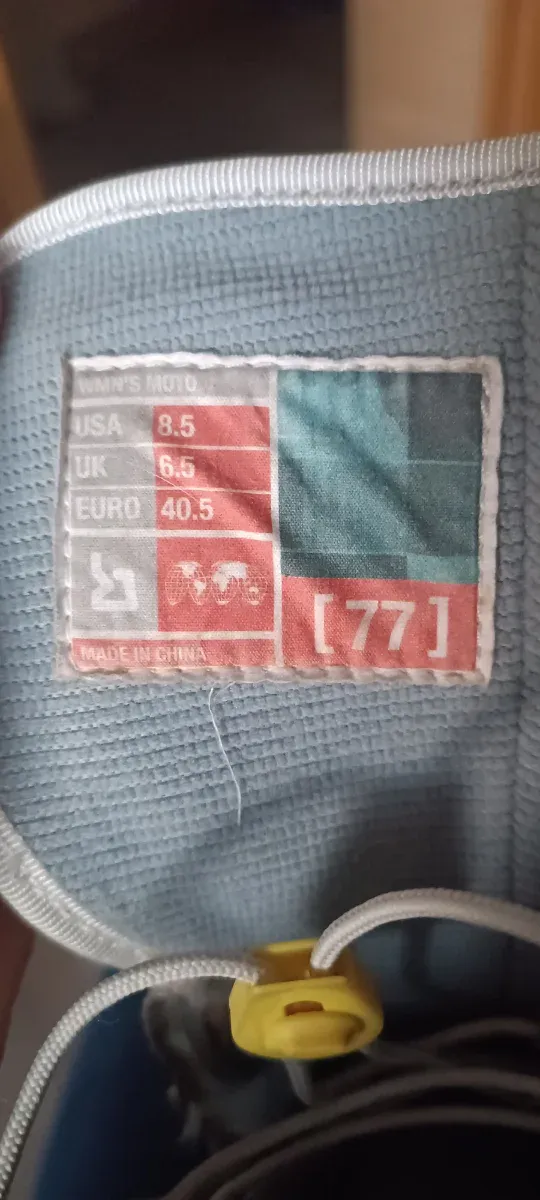 WMN'S MOTO
USA 8.5
UK 6.5
EURO 40.5
MADE IN CHINA
[77]